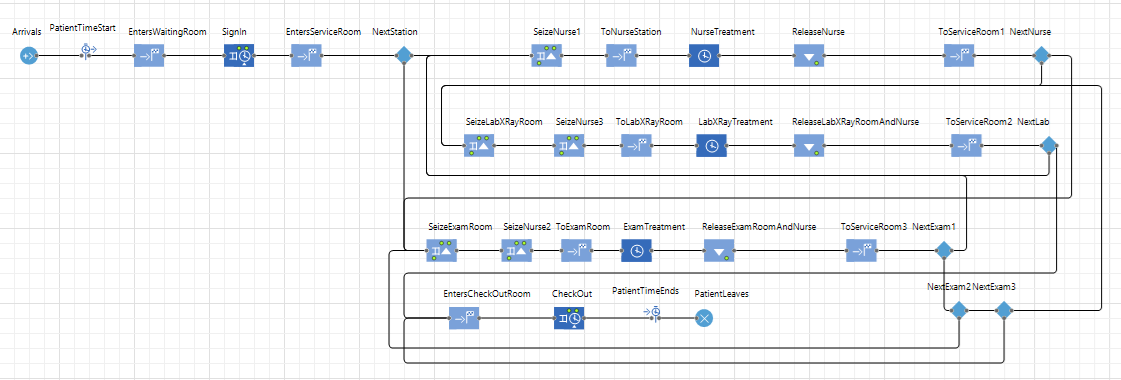 Arrivals PatientTimeStart EntersWaitingRoom SignIn EntersServiceRoom NextStation SeizeNurse1 ToNurseStation NurseTreatment ReleaseNurse ToServiceRoom1 NextNurse
SeizeLabXRayRoom SeizeNurse3 ToLabXRayRoom LabXRayTreatment ReleaseLabXRayRoomAndNurse ToServiceRoom2 NextLab
SeizeExamRoom SeizeNurse2 ToExamRoom ExamTreatment ReleaseExamRoomAndNurse ToServiceRoom3 NextExam1
EntersCheckOutRoom CheckOut PatientTimeEnds PatientLeaves NextExam2 NextExam3